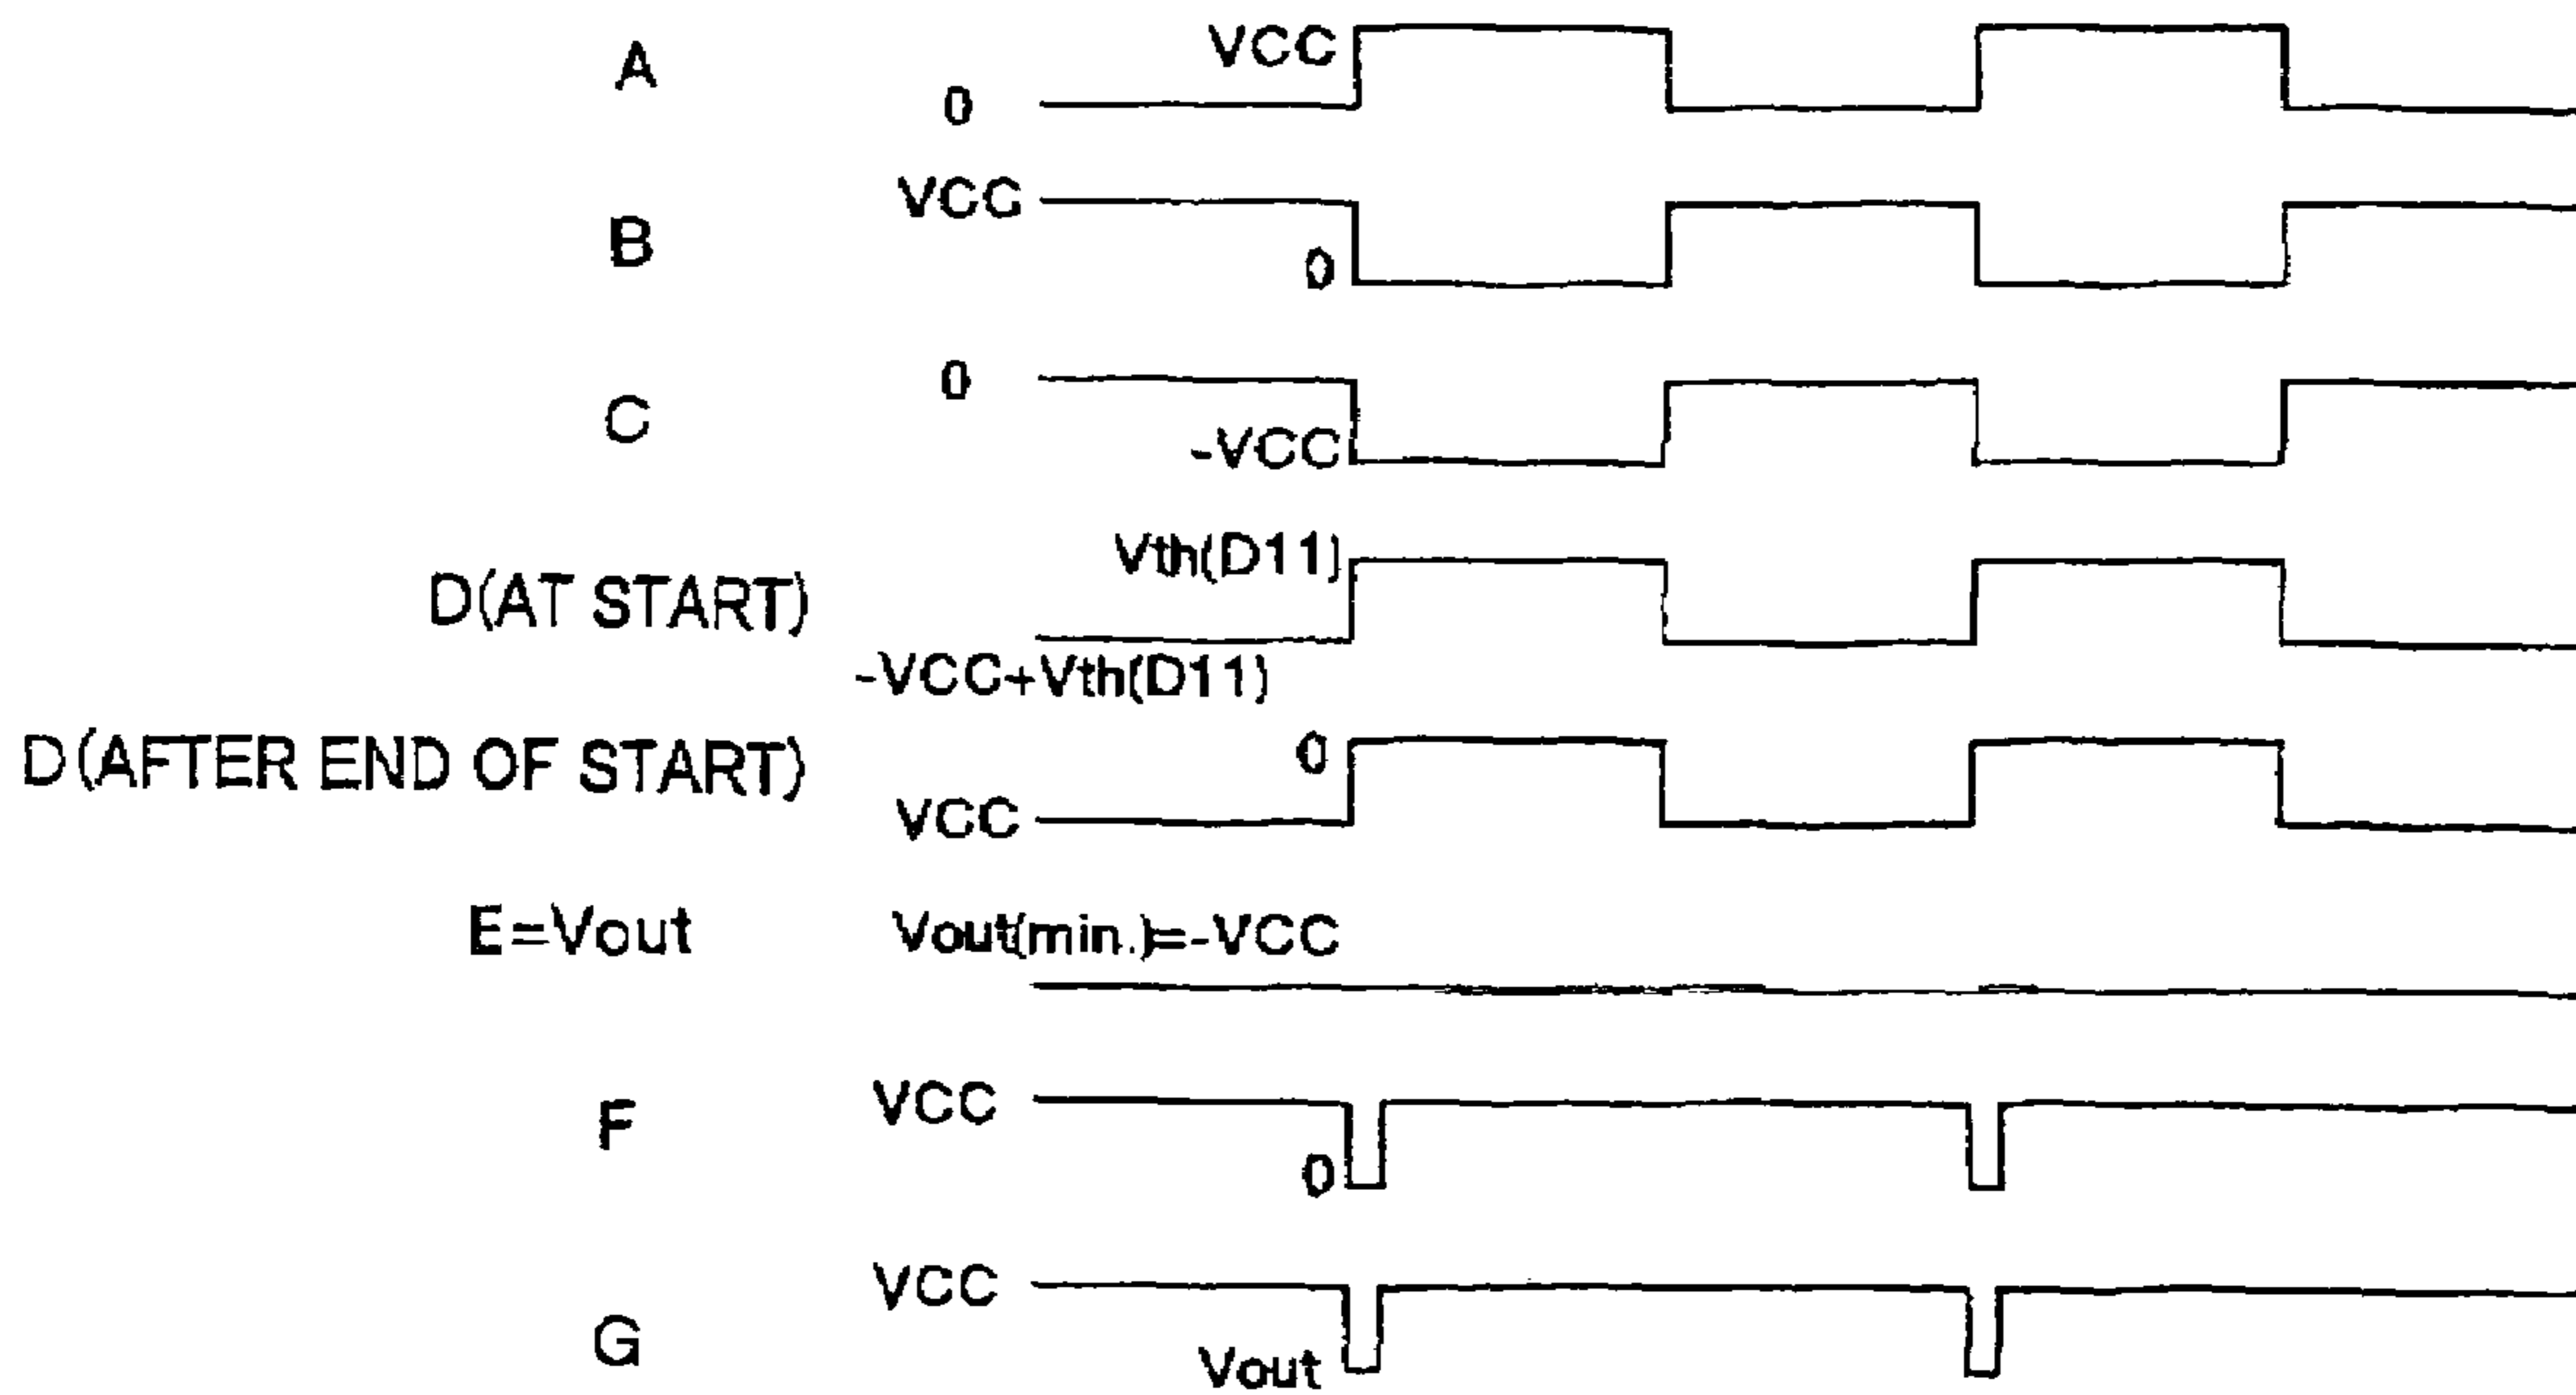 A
VCC
0
B
VCC
0
C
0
-VCC
D(AT START)
Vth(D11)
-VCC+Vth(D11)
D(AFTER END OF START)
0
VCC
E=Vout
Vout(min.)=-VCC
F
VCC
0
G
VCC
Vout